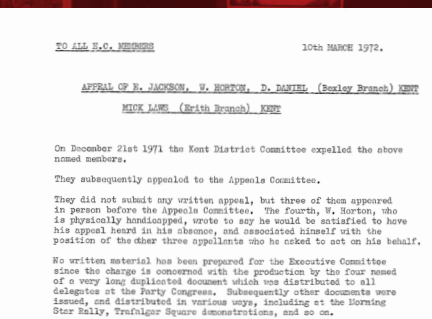 TO ALL E.C. MEMBERS 10th MARCH 1972.
APPEAL OF E. JACKSON, W. HORTON, D. DANIEL (Bexley Branch) KENT
MICK LAWS (Erith Branch) KENT
On December 21st 1971 the Kent District Committee expelled the above
named members.
They subsequently appealed to the Appeals Committee.
They did not submit any written appeal, but three of them appeared
in person before the Appeals Committee. The fourth, W. Horton, who
is physically handicapped, wrote to say he would be satisfied to have
his appeal heard in his absence, and associated himself with the
position of the other three appellants who he asked to act on his behalf.
No written material has been prepared for the Executive Committee
since the charge is concerned with the production by the four named
of a very long duplicated document which was distributed to all
delegates at the Party Congress. Subsequently other documents were
issued, and distributed in various ways, including at the Morning
Star Rally, Trafalgar Square demonstrations, and so on.